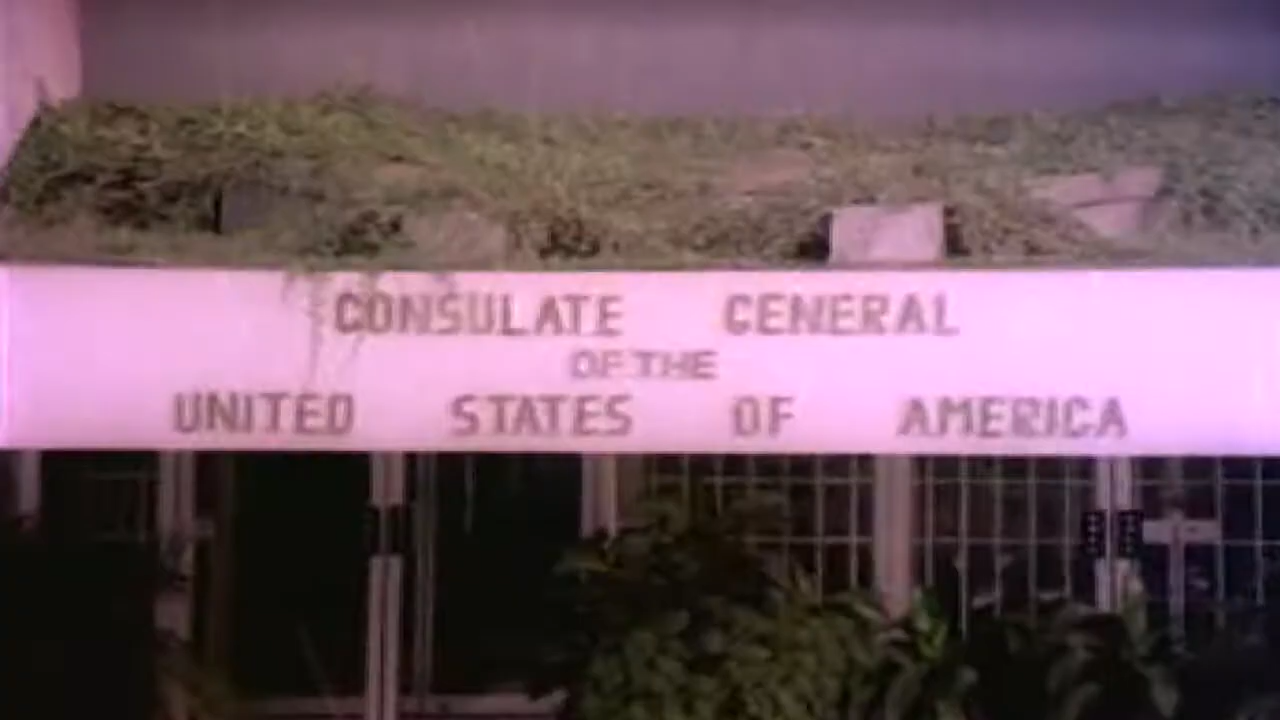 CONSULATE GENERAL
OF THE
UNITED STATES OF AMERICA